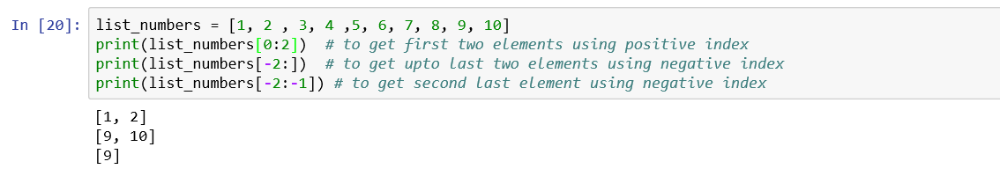 In [20]: list_numbers = [1, 2 , 3, 4 ,5, 6, 7, 8, 9, 10]
print(list_numbers[0:2])  # to get first two elements using positive index
print(list_numbers[-2:])  # to get upto last two elements using negative index
print(list_numbers[-2:-1]) # to get second last element using negative index
[1, 2]
[9, 10]
[9]